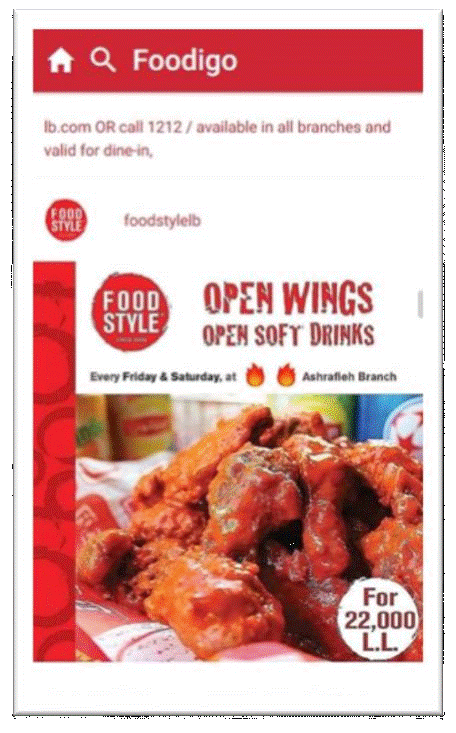 Foodigo
lb.com OR call 1212 / available in all branches and
valid for dine-in,
FOOD
STYLE
foodstylelb
FOOD
STYLE
OPEN WINGS
OPEN SOFT DRINKS
Every Friday & Saturday, at 🔥 🔥 Ashrafieh Branch
For
22,000
L.L.